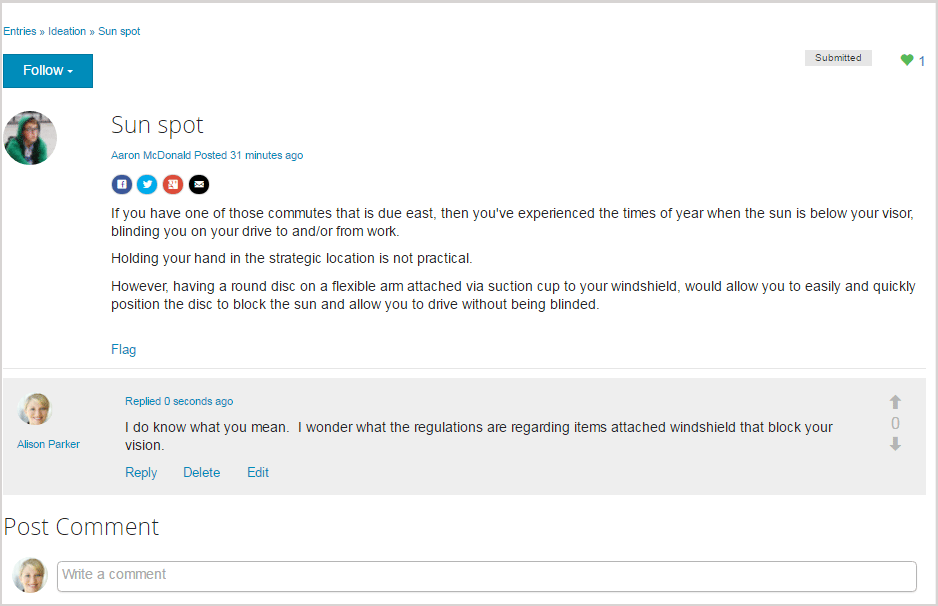 Entries » Ideation » Sun spot
Follow
Submitted
1
Sun spot
Aaron McDonald Posted 31 minutes ago
If you have one of those commutes that is due east, then you've experienced the times of year when the sun is below your visor,
blinding you on your drive to and/or from work.
Holding your hand in the strategic location is not practical.
However, having a round disc on a flexible arm attached via suction cup to your windshield, would allow you to easily and quickly
position the disc to block the sun and allow you to drive without being blinded.
Flag
Replied 0 seconds ago
I do know what you mean.  I wonder what the regulations are regarding items attached windshield that block your
vision.
0
Alison Parker
Reply Delete Edit
Post Comment
Write a comment